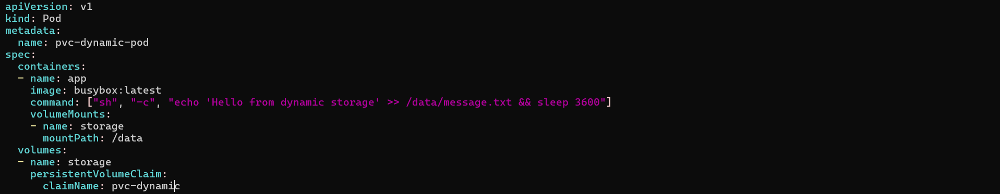 apiVersion: v1
kind: Pod
metadata:
  name: pvc-dynamic-pod
spec:
  containers:
  - name: app
    image: busybox:latest
    command: ["sh", "-c", "echo 'Hello from dynamic storage' >> /data/message.txt && sleep 3600"]
    volumeMounts:
    - name: storage
      mountPath: /data
  volumes:
  - name: storage
    persistentVolumeClaim:
      claimName: pvc-dynamic